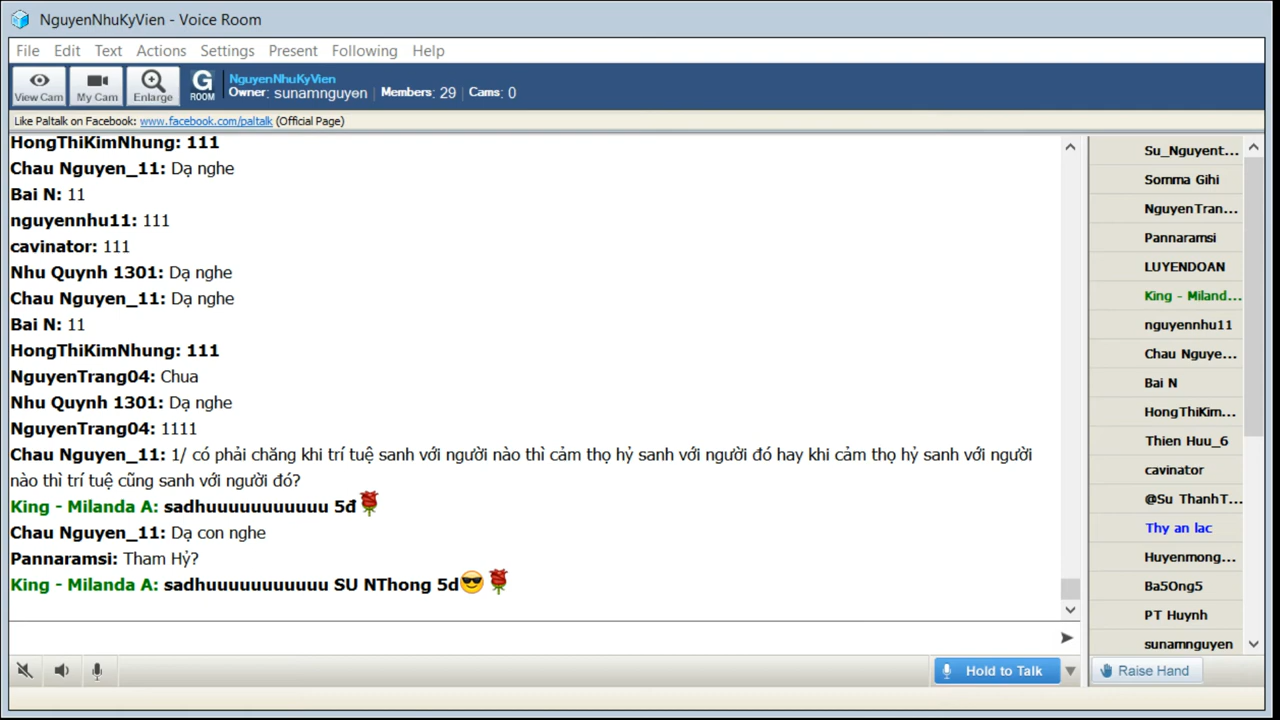 NguyenNhuKyVien - Voice Room
File Edit Text Actions Settings Present Following Help
View Cam My Cam Enlarge G ROOM
NguyenNhuKyVien
Owner: sunamnguyen | Members: 29 | Cams: 0
Like Paltalk on Facebook: www.facebook.com/paltalk (Official Page)
HongThiKimNhung: 111
Chau Nguyen_11: Dạ nghe
Bai N: 11
nguyennhu11: 111
cavinator: 111
Nhu Quynh 1301: Dạ nghe
Chau Nguyen_11: Dạ nghe
Bai N: 11
HongThiKimNhung: 111
NguyenTrang04: Chua
Nhu Quynh 1301: Dạ nghe
NguyenTrang04: 1111
Chau Nguyen_11: 1/ có phải chăng khi trí tuệ sanh với người nào thì cảm thọ hỷ sanh với người đó hay khi cảm thọ hỷ sanh với người
nào thì trí tuệ cũng sanh với người đó?
King - Milanda A: sadhuuuuuuuuuuu 5đ
Chau Nguyen_11: Dạ con nghe
Pannaramsi: Tham Hỷ?
King - Milanda A: sadhuuuuuuuuuuu SU NThong 5d
Su_Nguyent...
Somma Gihi
NguyenTran...
Pannaramsi
LUYENDOAN
King - Miland...
nguyennhu11
Chau Nguye...
Bai N
HongThiKim...
Thien Huu_6
cavinator
@Su ThanhT...
Thy an lac
Huyenmong...
Ba5Ong5
PT Huynh
sunamnguyen
Hold to Talk
Raise Hand